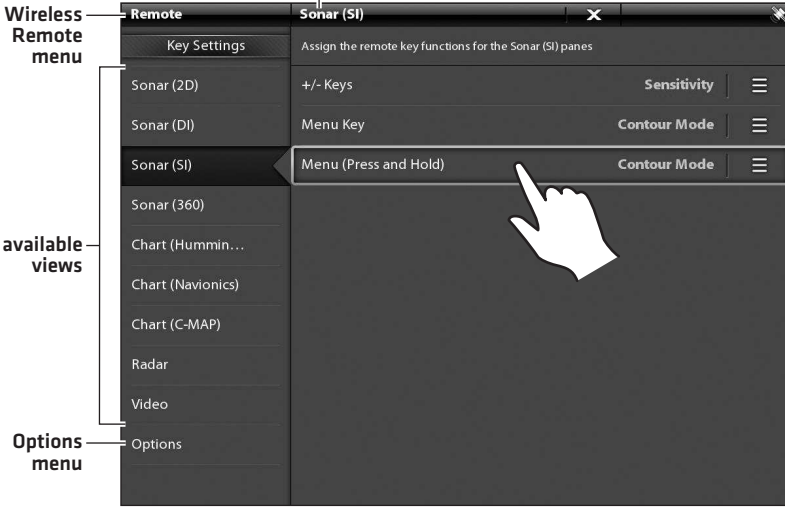 Wireless
Remote
menu
available
views
Options
menu
Remote
Key Settings
Sonar (2D)
Sonar (DI)
Sonar (SI)
Sonar (360)
Chart (Hummin…
Chart (Navionics)
Chart (C-MAP)
Radar
Video
Options
Sonar (SI)
X
Assign the remote key functions for the Sonar (SI) panes
+/- Keys Sensitivity
Menu Key Contour Mode
Menu (Press and Hold) Contour Mode